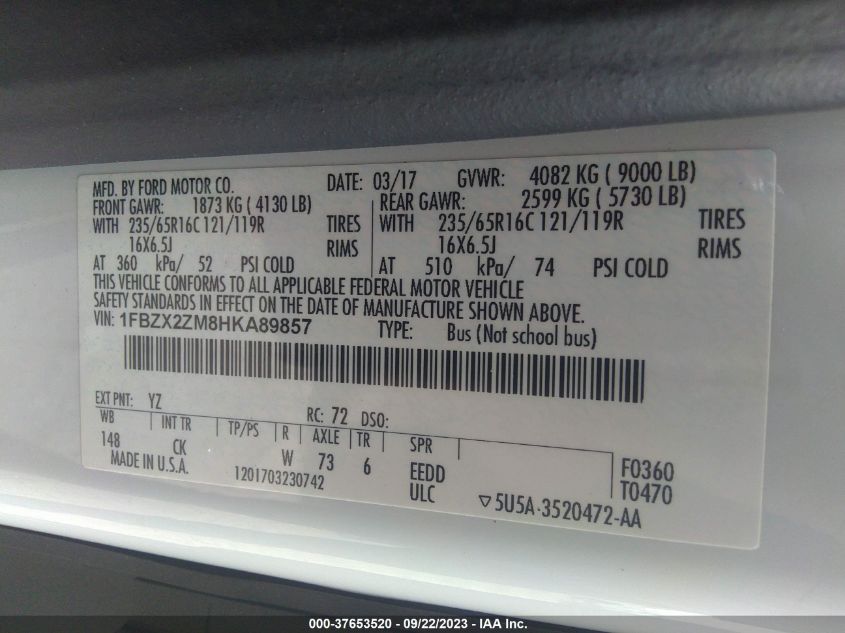 MFD. BY FORD MOTOR CO. DATE: 03/17 GVWR: 4082 KG ( 9000 LB)
FRONT GAWR: 1873 KG ( 4130 LB) REAR GAWR: 2599 KG ( 5730 LB)
WITH 235/65R16C 121/119R TIRES WITH 235/65R16C 121/119R TIRES
16X6.5J RIMS 16X6.5J RIMS
AT 360 kPa/ 52 PSI COLD AT 510 kPa/ 74 PSI COLD
THIS VEHICLE CONFORMS TO ALL APPLICABLE FEDERAL MOTOR VEHICLE
SAFETY STANDARDS IN EFFECT ON THE DATE OF MANUFACTURE SHOWN ABOVE.
VIN: 1FBZX2ZM8HKA89857 TYPE: Bus (Not school bus)
EXT PNT: YZ RC: 72 DSO:
WB INT TR TP/PS R AXLE TR SPR
148 CK W 73 6 EEDD F0360
MADE IN U.S.A. 1201703230742 ULC T0470
▽5U5A-3520472-AA
000-37653520 - 09/22/2023 - IAA Inc.